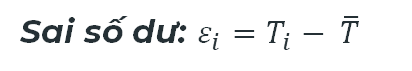 Sai số dư: εᵢ = Tᵢ − T̄